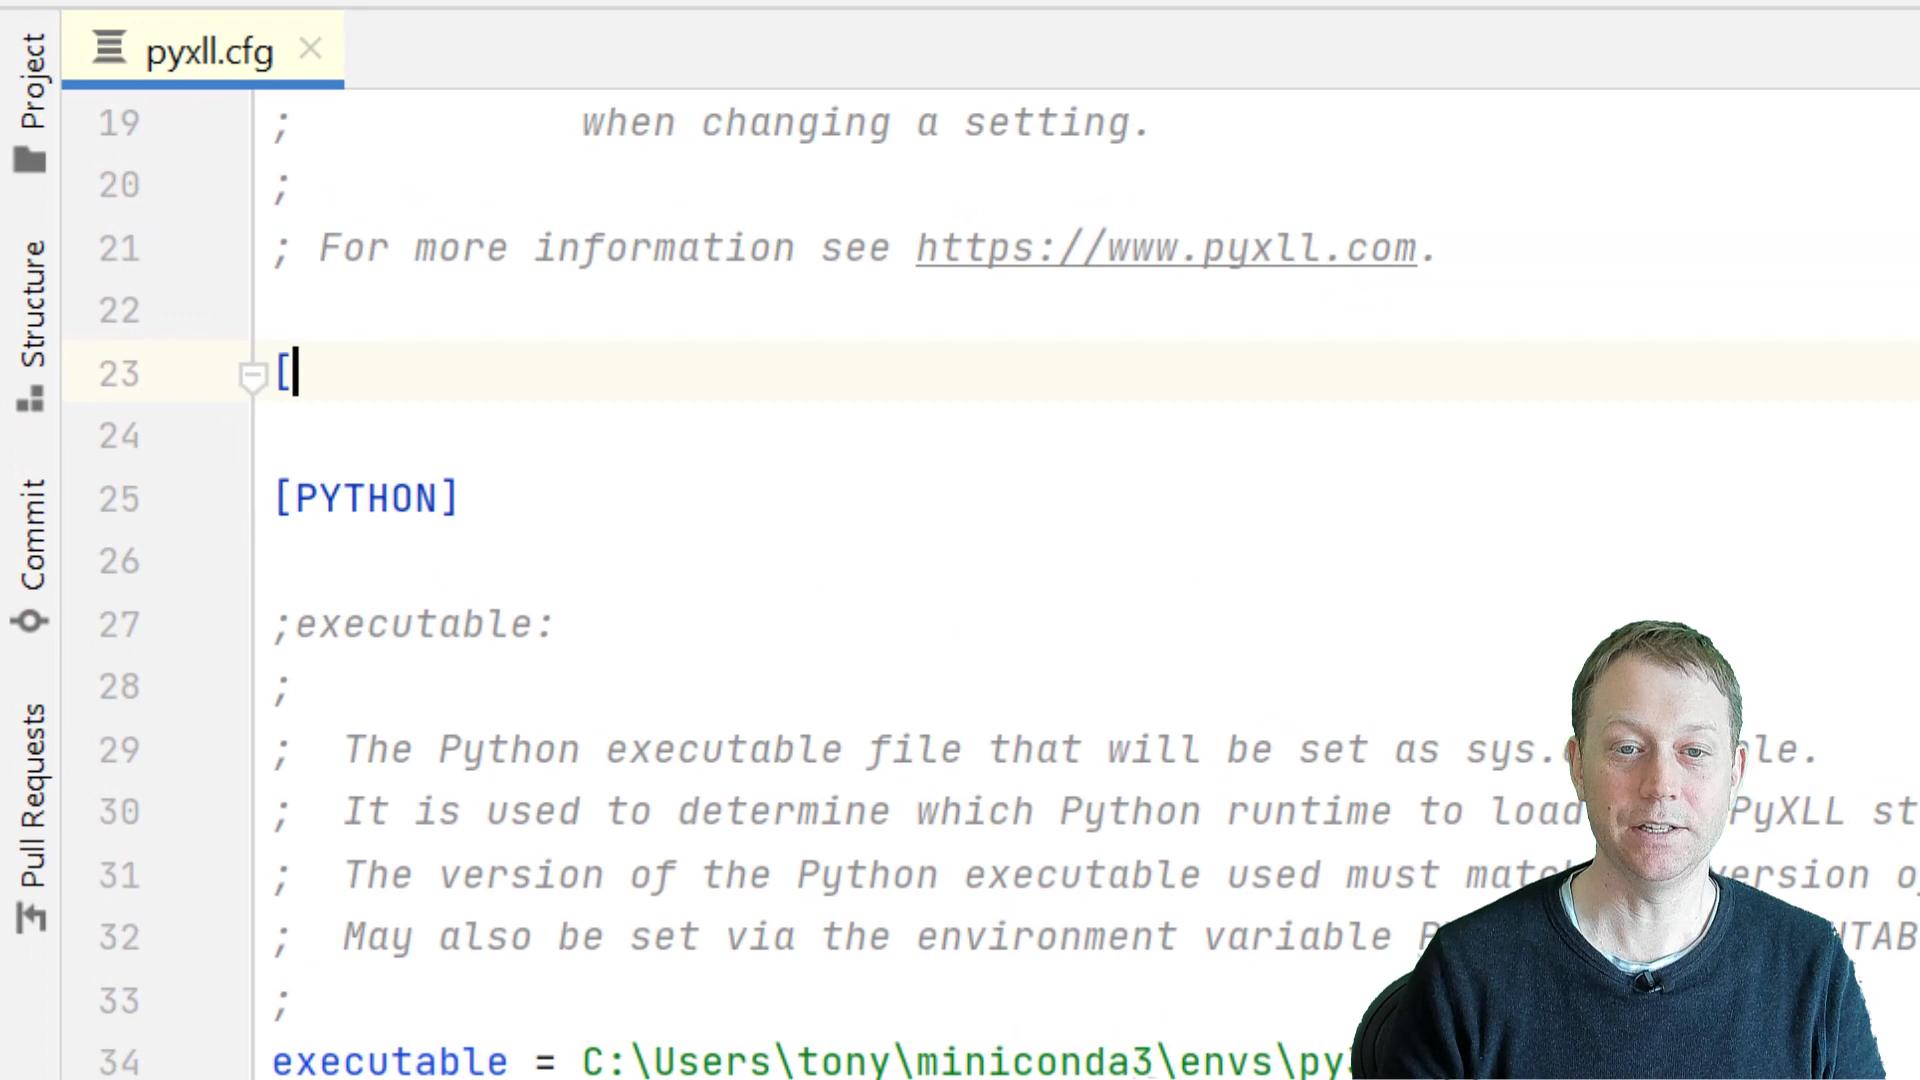 pyxll.cfg
Project
Structure
Commit
Pull Requests
19 ; when changing a setting.
20 ;
21 ; For more information see https://www.pyxll.com.
22
23 [
24
25 [PYTHON]
26
27 ;executable:
28 ;
29 ; The Python executable file that will be set as sys. le.
30 ; It is used to determine which Python runtime to load PyXLL st
31 ; The version of the Python executable used must matc ersion o
32 ; May also be set via the environment variable UTAB
33 ;
34 executable = C:\Users\tony\miniconda3\envs\py